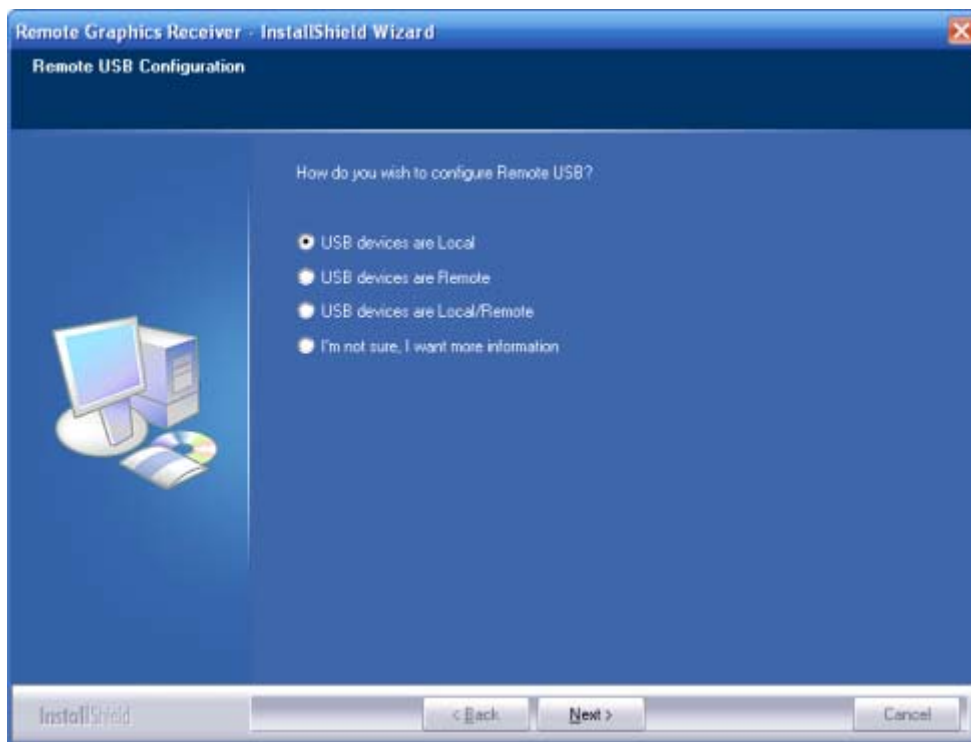 Remote Graphics Receiver - InstallShield Wizard
Remote USB Configuration
How do you wish to configure Remote USB?
USB devices are Local
USB devices are Remote
USB devices are Local/Remote
I'm not sure, I want more information
InstallShield
< Back
Next >
Cancel